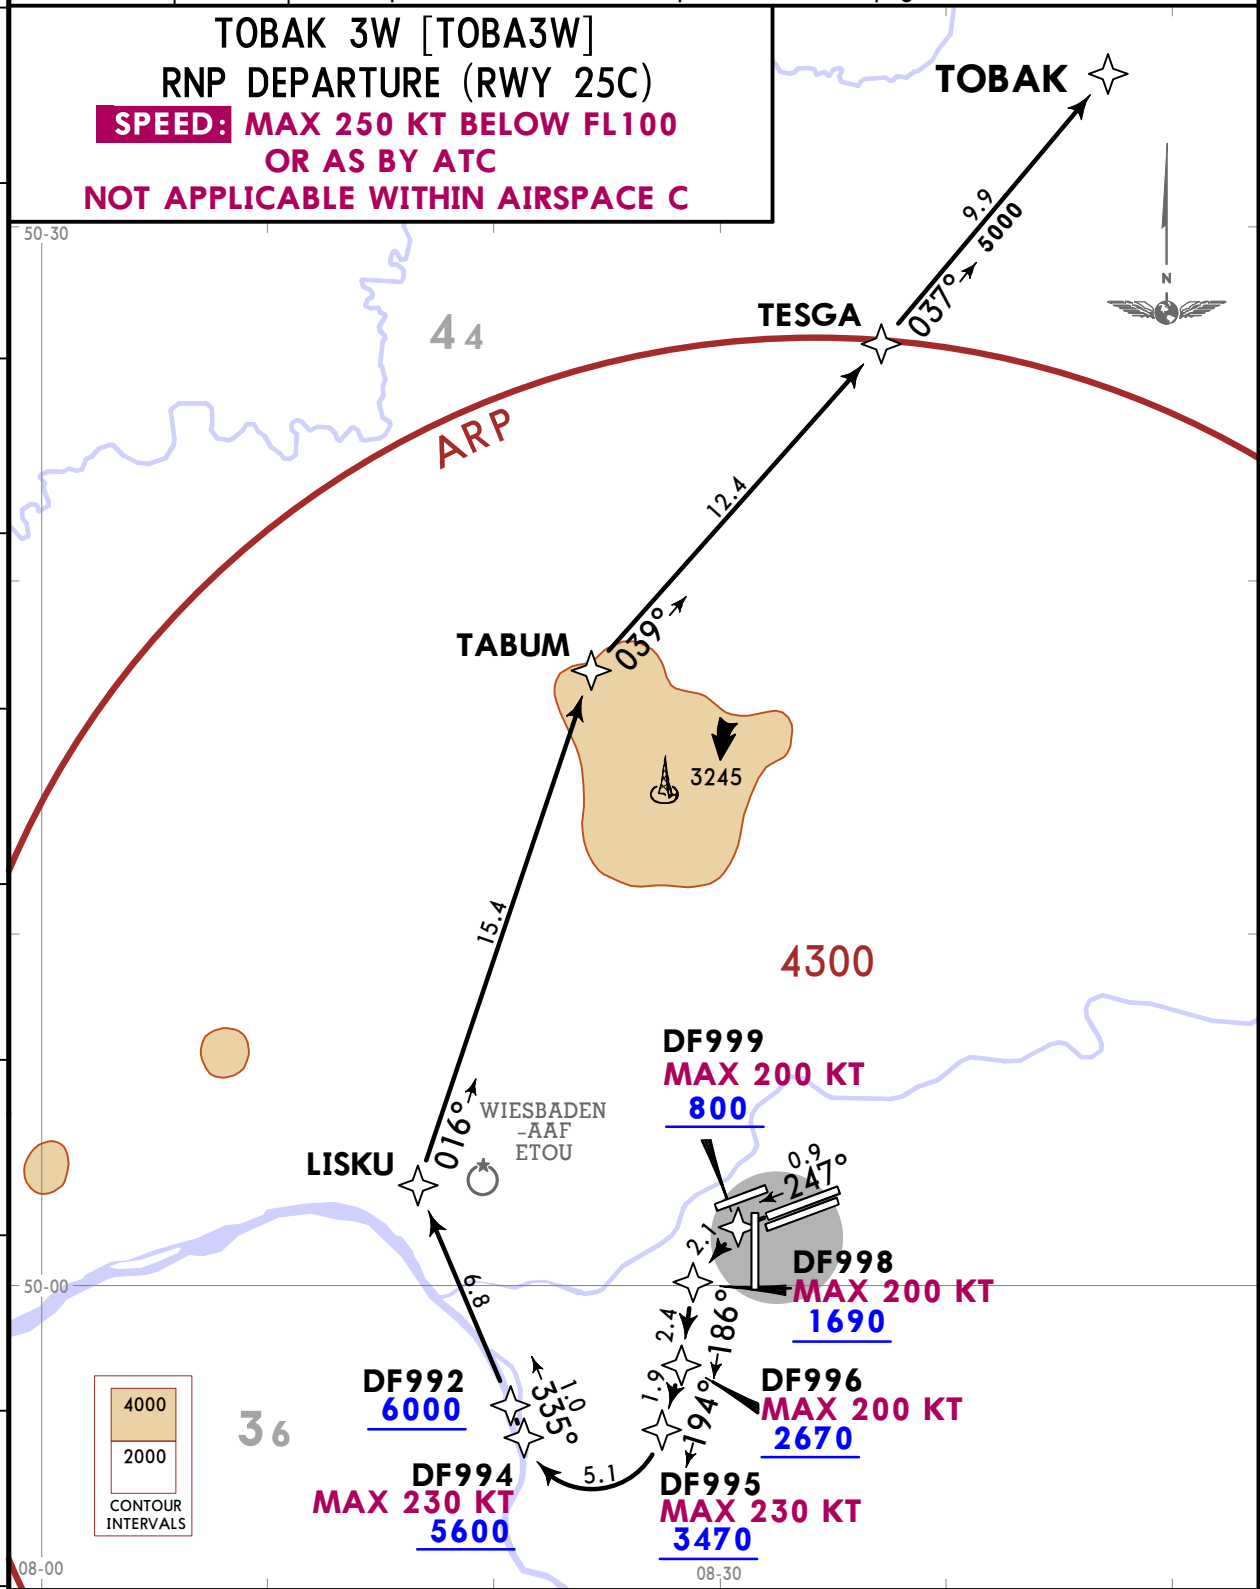 TOBAK 3W [TOBA3W]
RNP DEPARTURE (RWY 25C)
SPEED: MAX 250 KT BELOW FL100
OR AS BY ATC
NOT APPLICABLE WITHIN AIRSPACE C
TOBAK
9.9
5000
037°
N
50-30
TESGA
44
ARP
12.4
TABUM
039°
3245
15.4
4300
DF999
MAX 200 KT
800
016°
WIESBADEN
-AAF
ETOU
LISKU
0.9
247°
2.1
DF998
MAX 200 KT
1690
50-00
6.8
2.4
186°
DF992
6000
1.0
335°
1.9
194°
DF996
MAX 200 KT
2670
4000
2000
CONTOUR
INTERVALS
36
DF994
MAX 230 KT
5600
5.1
DF995
MAX 230 KT
3470
08-00
08-30